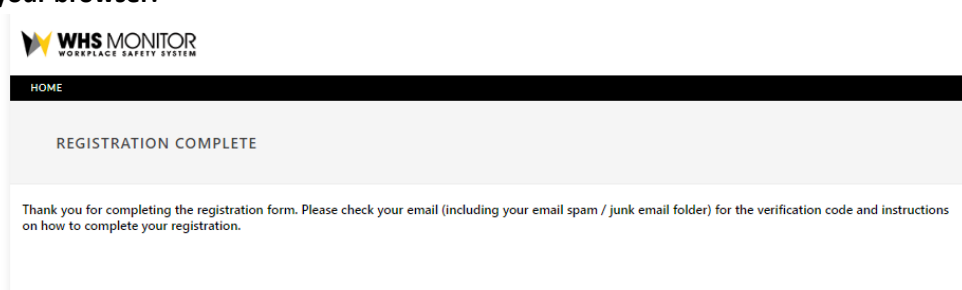 your browser:
WHS MONITOR
WORKPLACE SAFETY SYSTEM
HOME
REGISTRATION COMPLETE
Thank you for completing the registration form. Please check your email (including your email spam / junk email folder) for the verification code and instructions
on how to complete your registration.